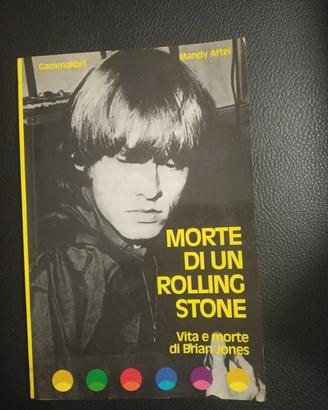 Gammalibri
Mandy Aftel
MORTE
DI UN
ROLLING
STONE
Vita e morte
di Brian Jones